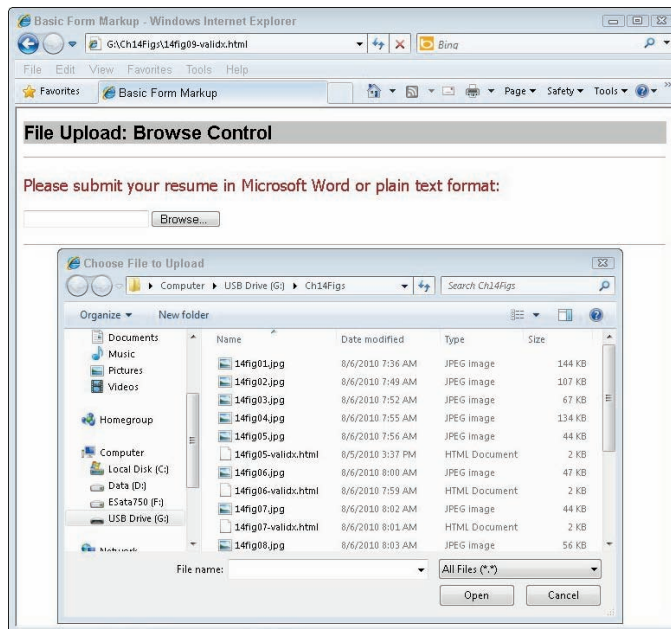 Basic Form Markup - Windows Internet Explorer
G:\Ch14Figs\14fig09-validx.html
Bing
File Edit View Favorites Tools Help
Favorites Basic Form Markup Page Safety Tools
File Upload: Browse Control
Please submit your resume in Microsoft Word or plain text format:
Browse...
Choose File to Upload
Computer USB Drive (G:) Ch14Figs Search Ch14Figs
Organize New folder
Documents
Music
Pictures
Videos
Homegroup
Computer
Local Disk (C:)
Data (D:)
ESata750 (F:)
USB Drive (G:)
Network
Name Date modified Type Size
14fig01.jpg 8/6/2010 7:36 AM JPEG image 144 KB
14fig02.jpg 8/6/2010 7:49 AM JPEG image 107 KB
14fig03.jpg 8/6/2010 7:52 AM JPEG image 67 KB
14fig04.jpg 8/6/2010 7:55 AM JPEG image 134 KB
14fig05.jpg 8/6/2010 7:56 AM JPEG image 44 KB
14fig05-validx.html 8/5/2010 3:37 PM HTML Document 2 KB
14fig06.jpg 8/6/2010 8:00 AM JPEG image 47 KB
14fig06-validx.html 8/6/2010 7:59 AM HTML Document 2 KB
14fig07.jpg 8/6/2010 8:02 AM JPEG image 44 KB
14fig07-validx.html 8/6/2010 8:01 AM HTML Document 2 KB
14fig08.jpg 8/6/2010 8:03 AM JPEG image 56 KB
File name: All Files (*.*)
Open Cancel